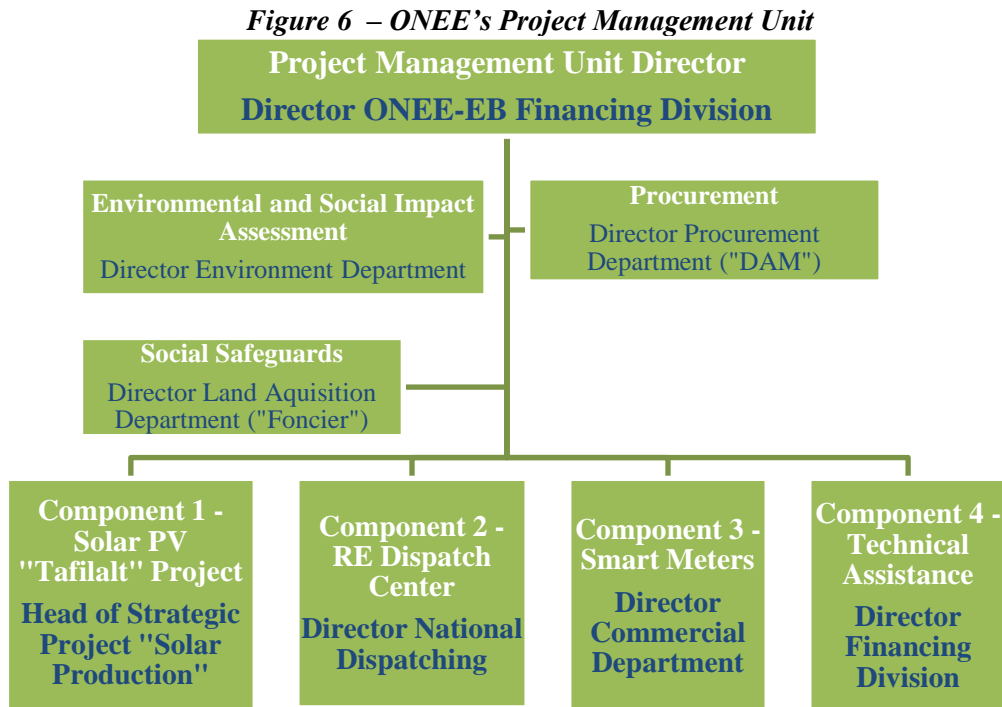 Figure 6 – ONEE's Project Management Unit
Project Management Unit Director
Director ONEE-EB Financing Division
Environmental and Social Impact
Assessment
Director Environment Department
Procurement
Director Procurement
Department ("DAM")
Social Safeguards
Director Land Aquisition
Department ("Foncier")
Component 1 -
Solar PV
"Tafilalt" Project
Head of Strategic
Project "Solar
Production"
Component 2 -
RE Dispatch
Center
Director National
Dispatching
Component 3 -
Smart Meters
Director
Commercial
Department
Component 4 -
Technical
Assistance
Director
Financing
Division